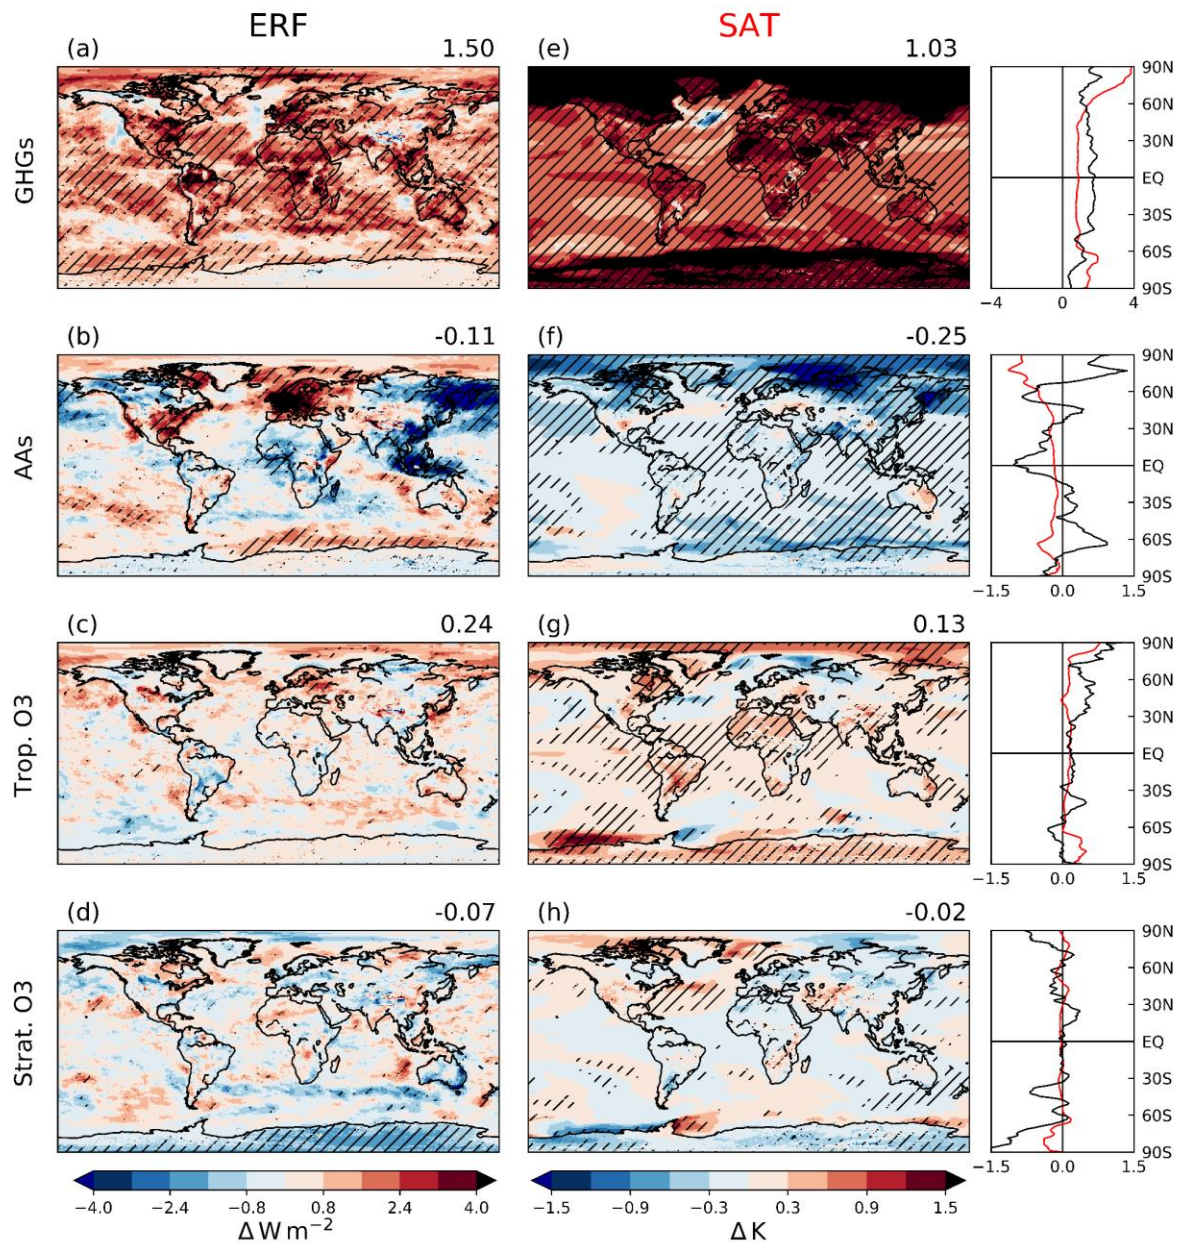 ERF SAT
(a) 1.50 (e) 1.03
GHGs
90N
60N
30N
EQ
30S
60S
90S
−4 0 4
(b) -0.11 (f) -0.25
AAs
90N
60N
30N
EQ
30S
60S
90S
−1.5 0.0 1.5
(c) 0.24 (g) 0.13
Trop. O3
90N
60N
30N
EQ
30S
60S
90S
−1.5 0.0 1.5
(d) -0.07 (h) -0.02
Strat. O3
90N
60N
30N
EQ
30S
60S
90S
−1.5 0.0 1.5
−4.0 −2.4 −0.8 0.8 2.4 4.0
Δ W m⁻²
−1.5 −0.9 −0.3 0.3 0.9 1.5
Δ K